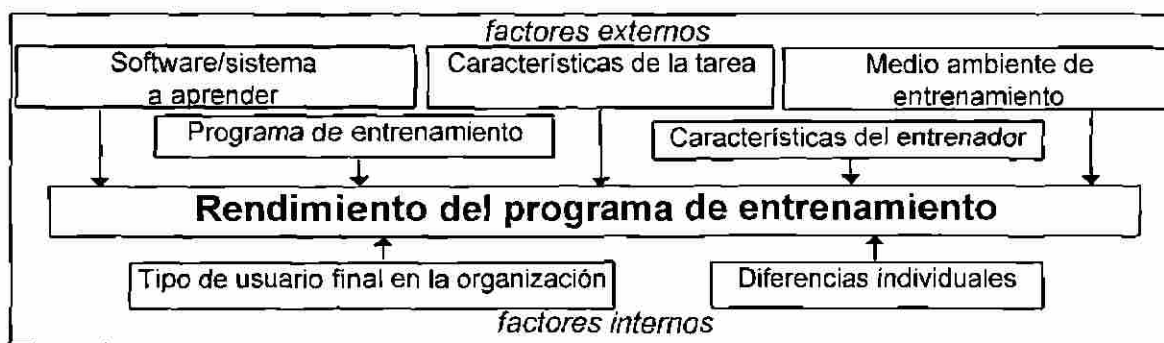 factores externos
Software/sistema
a aprender
Características de la tarea
Medio ambiente de
entrenamiento
Programa de entrenamiento
Características del entrenador
Rendimiento del programa de entrenamiento
Tipo de usuario final en la organización
Diferencias individuales
factores internos